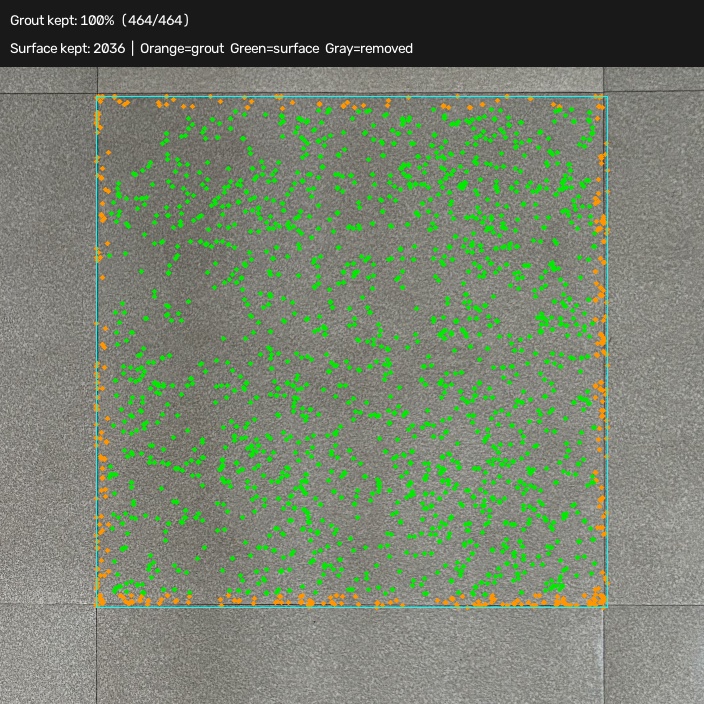 Grout kept: 100% (464/464)
Surface kept: 2036 | Orange=grout Green=surface Gray=removed